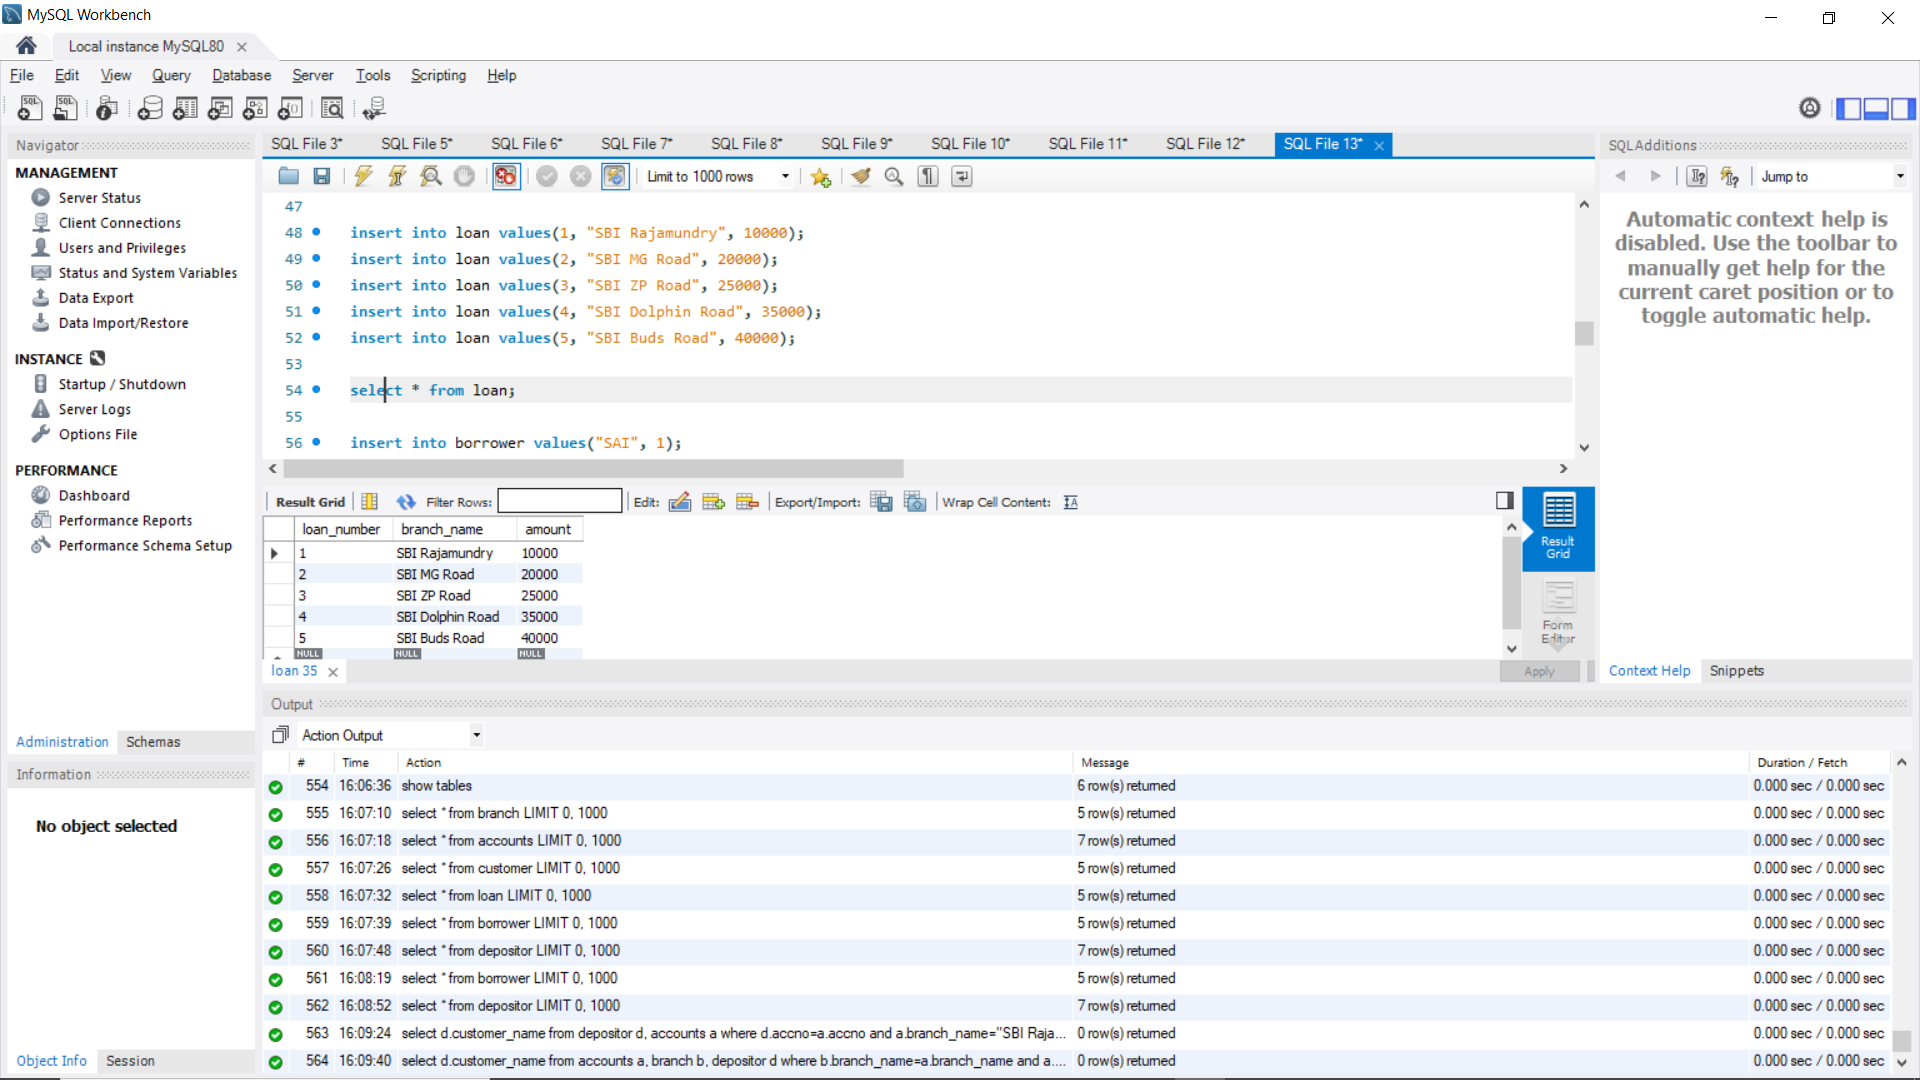 MySQL Workbench
Local instance MySQL80
File Edit View Query Database Server Tools Scripting Help
Navigator
MANAGEMENT
Server Status
Client Connections
Users and Privileges
Status and System Variables
Data Export
Data Import/Restore
INSTANCE
Startup / Shutdown
Server Logs
Options File
PERFORMANCE
Dashboard
Performance Reports
Performance Schema Setup
Administration Schemas
Information
No object selected
Object Info Session
SQL File 3* SQL File 5* SQL File 6* SQL File 7* SQL File 8* SQL File 9* SQL File 10* SQL File 11* SQL File 12* SQL File 13*
Limit to 1000 rows
47
48 insert into loan values(1, "SBI Rajamundry", 10000);
49 insert into loan values(2, "SBI MG Road", 20000);
50 insert into loan values(3, "SBI ZP Road", 25000);
51 insert into loan values(4, "SBI Dolphin Road", 35000);
52 insert into loan values(5, "SBI Buds Road", 40000);
53
54 select * from loan;
55
56 insert into borrower values("SAI", 1);
Result Grid Filter Rows: Edit: Export/Import: Wrap Cell Content:
loan_number branch_name amount
1 SBI Rajamundry 10000
2 SBI MG Road 20000
3 SBI ZP Road 25000
4 SBI Dolphin Road 35000
5 SBI Buds Road 40000
NULL NULL NULL
Result
Grid
Form
Editor
loan 35
Apply
SQLAdditions
Jump to
Automatic context help is
disabled. Use the toolbar to
manually get help for the
current caret position or to
toggle automatic help.
Context Help Snippets
Output
Action Output
# Time Action Message Duration / Fetch
554 16:06:36 show tables 6 row(s) returned 0.000 sec / 0.000 sec
555 16:07:10 select * from branch LIMIT 0, 1000 5 row(s) returned 0.000 sec / 0.000 sec
556 16:07:18 select * from accounts LIMIT 0, 1000 7 row(s) returned 0.000 sec / 0.000 sec
557 16:07:26 select * from customer LIMIT 0, 1000 5 row(s) returned 0.000 sec / 0.000 sec
558 16:07:32 select * from loan LIMIT 0, 1000 5 row(s) returned 0.000 sec / 0.000 sec
559 16:07:39 select * from borrower LIMIT 0, 1000 5 row(s) returned 0.000 sec / 0.000 sec
560 16:07:48 select * from depositor LIMIT 0, 1000 7 row(s) returned 0.000 sec / 0.000 sec
561 16:08:19 select * from borrower LIMIT 0, 1000 5 row(s) returned 0.000 sec / 0.000 sec
562 16:08:52 select * from depositor LIMIT 0, 1000 7 row(s) returned 0.000 sec / 0.000 sec
563 16:09:24 select d.customer_name from depositor d, accounts a where d.accno=a.accno and a.branch_name="SBI Raja... 0 row(s) returned 0.000 sec / 0.000 sec
564 16:09:40 select d.customer_name from accounts a, branch b, depositor d where b.branch_name=a.branch_name and a.... 0 row(s) returned 0.000 sec / 0.000 sec